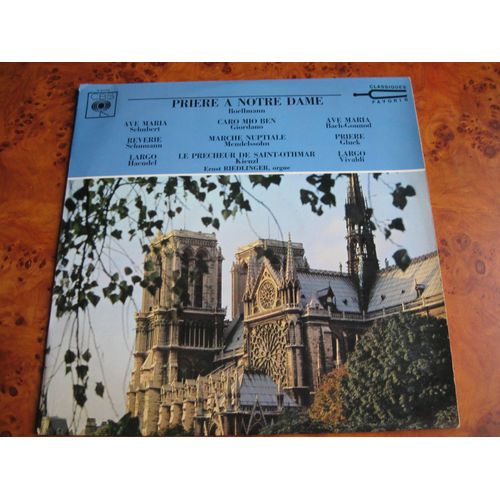 CBS
CLASSIQUES
FAVORIS
PRIERE A NOTRE DAME
Boellmann
AVE MARIA
Schubert
CARO MIO BEN
Giordano
AVE MARIA
Bach-Gounod
REVERIE
Schumann
MARCHE NUPTIALE
Mendelssohn
PRIERE
Gluck
LARGO
Haendel
LE PRECHEUR DE SAINT-OTHMAR
Kienzl
LARGO
Vivaldi
Ernst RIEDLINGER, orgue